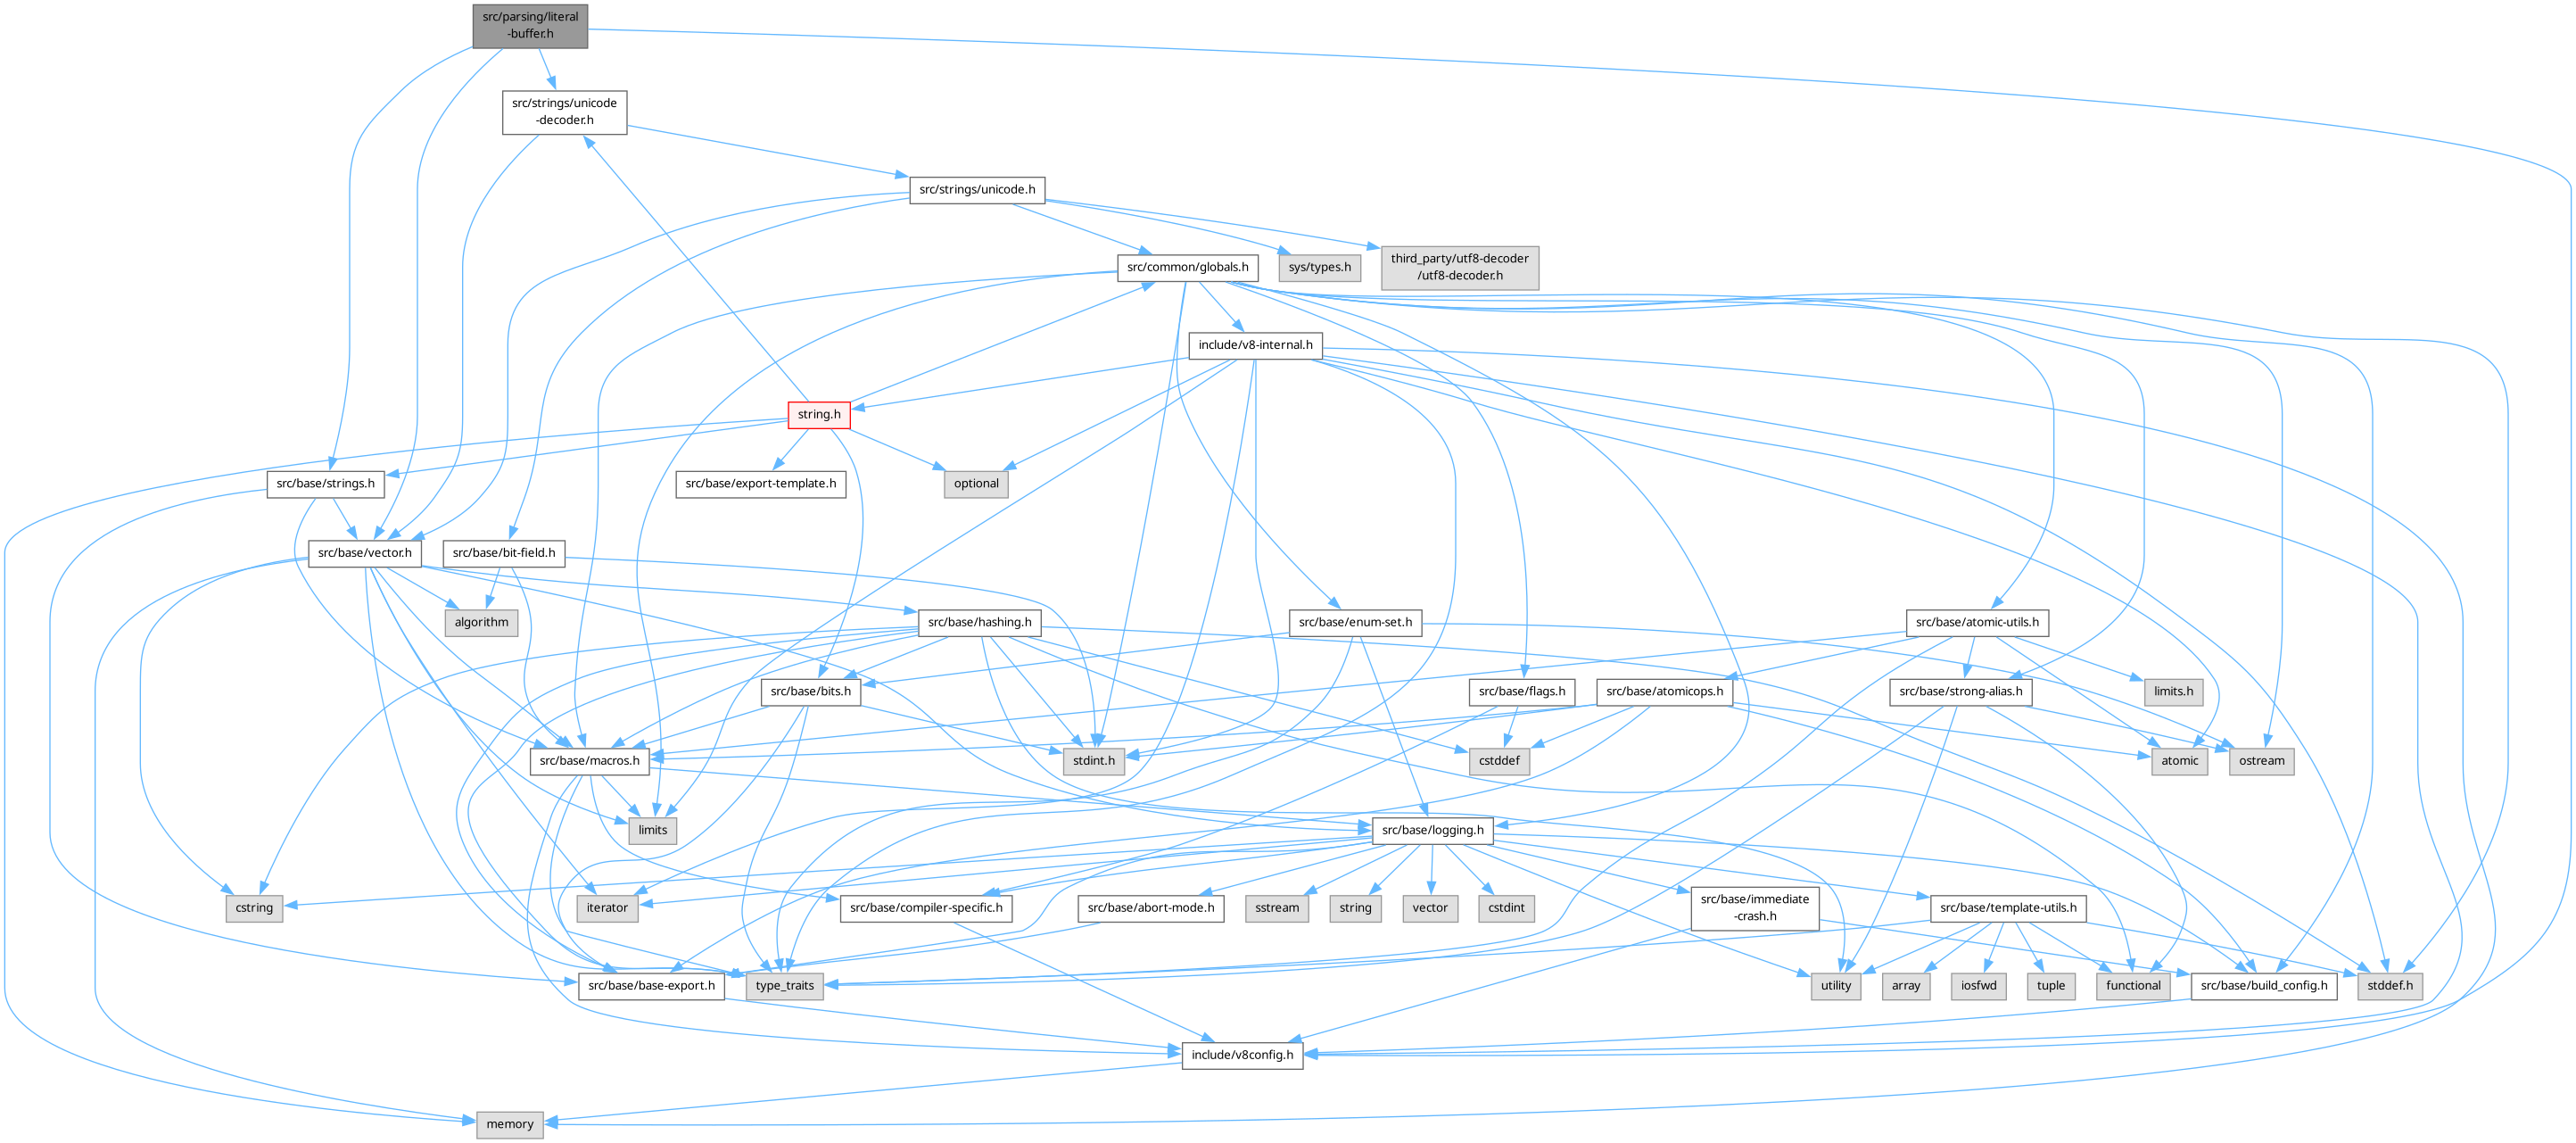 src/parsing/literal
-buffer.h
src/strings/unicode
-decoder.h
src/strings/unicode.h
src/common/globals.h
sys/types.h
third_party/utf8-decoder
/utf8-decoder.h
include/v8-internal.h
string.h
src/base/strings.h
src/base/export-template.h
optional
src/base/vector.h
src/base/bit-field.h
algorithm
src/base/hashing.h
src/base/enum-set.h
src/base/atomic-utils.h
src/base/bits.h
src/base/flags.h
src/base/atomicops.h
src/base/strong-alias.h
limits.h
src/base/macros.h
stdint.h
cstddef
atomic
ostream
limits
src/base/logging.h
cstring
iterator
src/base/compiler-specific.h
src/base/abort-mode.h
sstream
string
vector
cstdint
src/base/immediate
-crash.h
src/base/template-utils.h
src/base/base-export.h
type_traits
utility
array
iosfwd
tuple
functional
src/base/build_config.h
stddef.h
include/v8config.h
memory